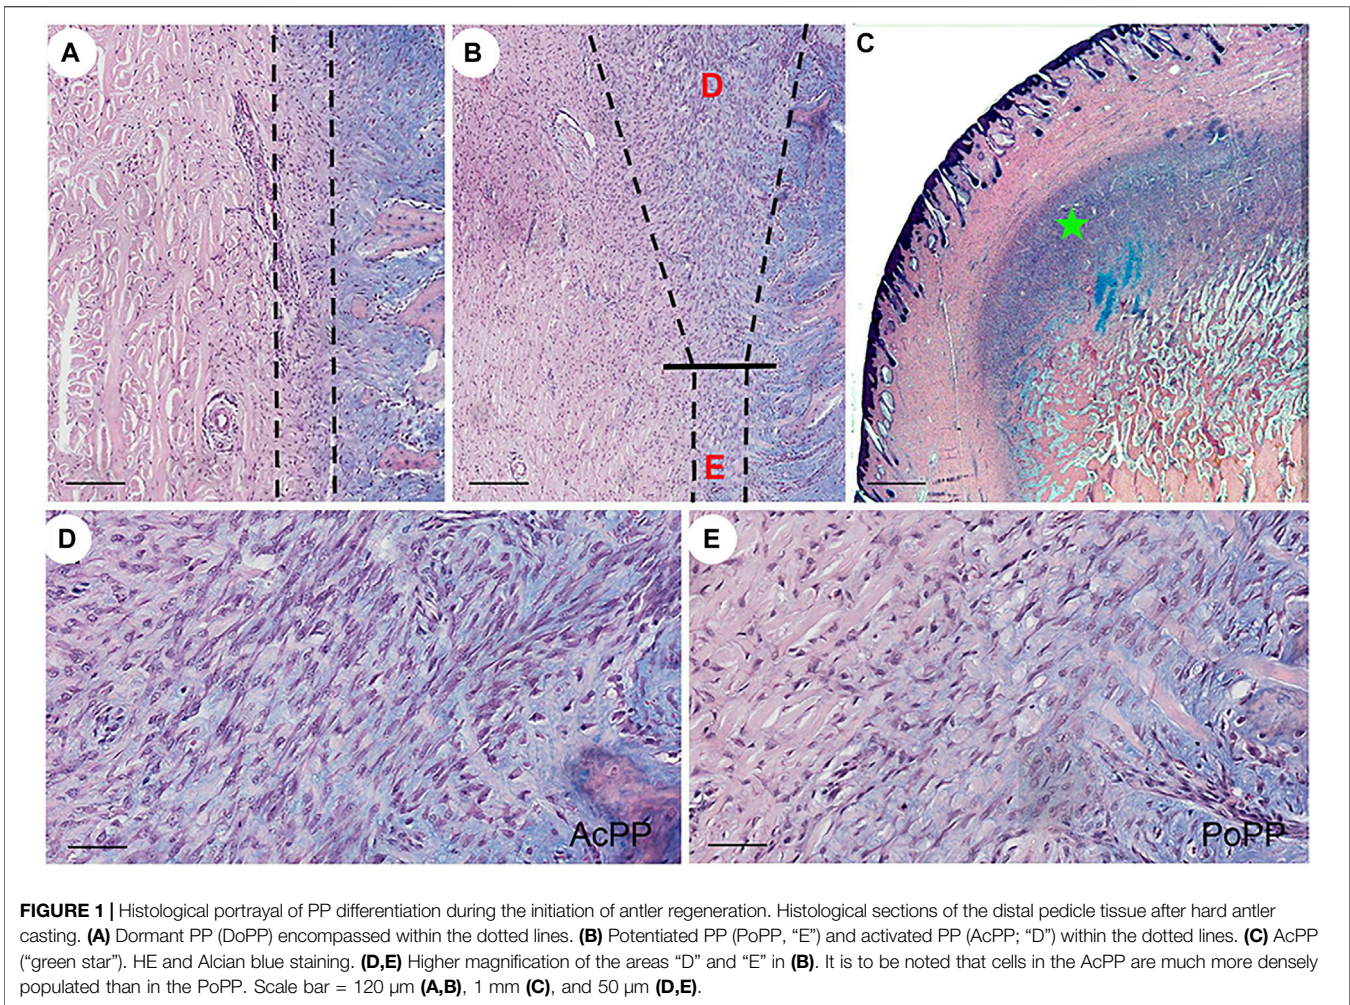 A
B
C
D
E
D
E
AcPP
PoPP
FIGURE 1 | Histological portrayal of PP differentiation during the initiation of antler regeneration. Histological sections of the distal pedicle tissue after hard antler
casting. (A) Dormant PP (DoPP) encompassed within the dotted lines. (B) Potentiated PP (PoPP, “E”) and activated PP (AcPP; “D”) within the dotted lines. (C) AcPP
(“green star”). HE and Alcian blue staining. (D,E) Higher magnification of the areas “D” and “E” in (B). It is to be noted that cells in the AcPP are much more densely
populated than in the PoPP. Scale bar = 120 μm (A,B), 1 mm (C), and 50 μm (D,E).